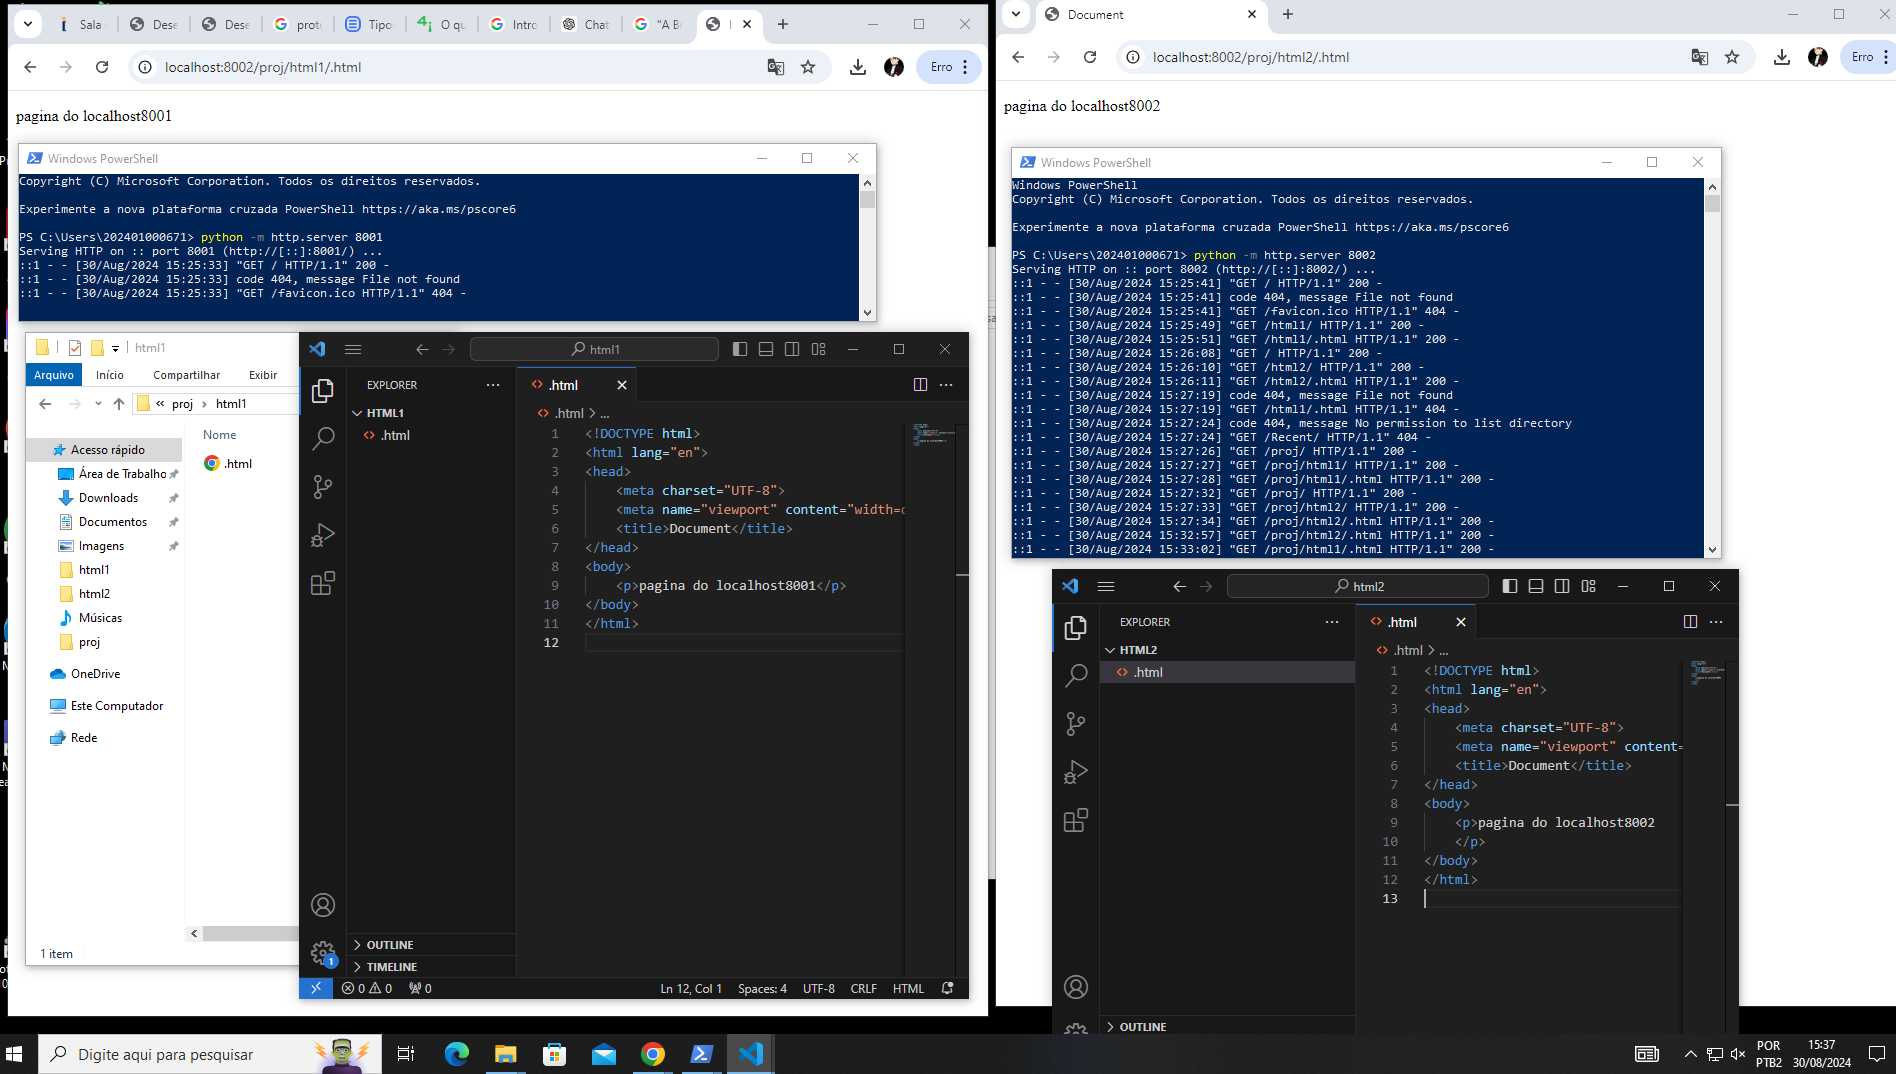 Sala
Dese
Dese
proto
Tipo
O qu
Intro
Chat
"A B
localhost:8002/proj/html1/.html
Erro
pagina do localhost8001
Windows PowerShell
Copyright (C) Microsoft Corporation. Todos os direitos reservados.
Experimente a nova plataforma cruzada PowerShell https://aka.ms/pscore6
PS C:\Users\202401000671> python -m http.server 8001
Serving HTTP on :: port 8001 (http://[::]:8001/) ...
::1 - - [30/Aug/2024 15:25:33] "GET / HTTP/1.1" 200 -
::1 - - [30/Aug/2024 15:25:33] code 404, message File not found
::1 - - [30/Aug/2024 15:25:33] "GET /favicon.ico HTTP/1.1" 404 -
html1
Arquivo
Início
Compartilhar
Exibir
« proj > html1
Nome
.html
Acesso rápido
Área de Trabalho
Downloads
Documentos
Imagens
html1
html2
Músicas
proj
OneDrive
Este Computador
Rede
1 item
html1
EXPLORER
HTML1
.html
OUTLINE
TIMELINE
.html
.html > ...
1 <!DOCTYPE html>
2 <html lang="en">
3 <head>
4 <meta charset="UTF-8">
5 <meta name="viewport" content="width=d
6 <title>Document</title>
7 </head>
8 <body>
9 <p>pagina do localhost8001</p>
10 </body>
11 </html>
12
1
0 0 0
Ln 12, Col 1 Spaces: 4 UTF-8 CRLF HTML
Document
localhost:8002/proj/html2/.html
Erro
pagina do localhost8002
Windows PowerShell
Windows PowerShell
Copyright (C) Microsoft Corporation. Todos os direitos reservados.
Experimente a nova plataforma cruzada PowerShell https://aka.ms/pscore6
PS C:\Users\202401000671> python -m http.server 8002
Serving HTTP on :: port 8002 (http://[::]:8002/) ...
::1 - - [30/Aug/2024 15:25:41] "GET / HTTP/1.1" 200 -
::1 - - [30/Aug/2024 15:25:41] code 404, message File not found
::1 - - [30/Aug/2024 15:25:41] "GET /favicon.ico HTTP/1.1" 404 -
::1 - - [30/Aug/2024 15:25:49] "GET /html1/ HTTP/1.1" 200 -
::1 - - [30/Aug/2024 15:25:51] "GET /html1/.html HTTP/1.1" 200 -
::1 - - [30/Aug/2024 15:26:08] "GET / HTTP/1.1" 200 -
::1 - - [30/Aug/2024 15:26:10] "GET /html2/ HTTP/1.1" 200 -
::1 - - [30/Aug/2024 15:26:11] "GET /html2/.html HTTP/1.1" 200 -
::1 - - [30/Aug/2024 15:27:19] code 404, message File not found
::1 - - [30/Aug/2024 15:27:19] "GET /html1/.html HTTP/1.1" 404 -
::1 - - [30/Aug/2024 15:27:24] code 404, message No permission to list directory
::1 - - [30/Aug/2024 15:27:24] "GET /Recent/ HTTP/1.1" 404 -
::1 - - [30/Aug/2024 15:27:26] "GET /proj/ HTTP/1.1" 200 -
::1 - - [30/Aug/2024 15:27:27] "GET /proj/html1/ HTTP/1.1" 200 -
::1 - - [30/Aug/2024 15:27:28] "GET /proj/html1/.html HTTP/1.1" 200 -
::1 - - [30/Aug/2024 15:27:32] "GET /proj/ HTTP/1.1" 200 -
::1 - - [30/Aug/2024 15:27:33] "GET /proj/html2/ HTTP/1.1" 200 -
::1 - - [30/Aug/2024 15:27:34] "GET /proj/html2/.html HTTP/1.1" 200 -
::1 - - [30/Aug/2024 15:32:57] "GET /proj/html2/.html HTTP/1.1" 200 -
::1 - - [30/Aug/2024 15:33:02] "GET /proj/html1/.html HTTP/1.1" 200 -
html2
EXPLORER
HTML2
.html
OUTLINE
.html
.html > ...
1 <!DOCTYPE html>
2 <html lang="en">
3 <head>
4 <meta charset="UTF-8">
5 <meta name="viewport" content=
6 <title>Document</title>
7 </head>
8 <body>
9 <p>pagina do localhost8002
10 </p>
11 </body>
12 </html>
13
Digite aqui para pesquisar
POR
PTB2
15:37
30/08/2024